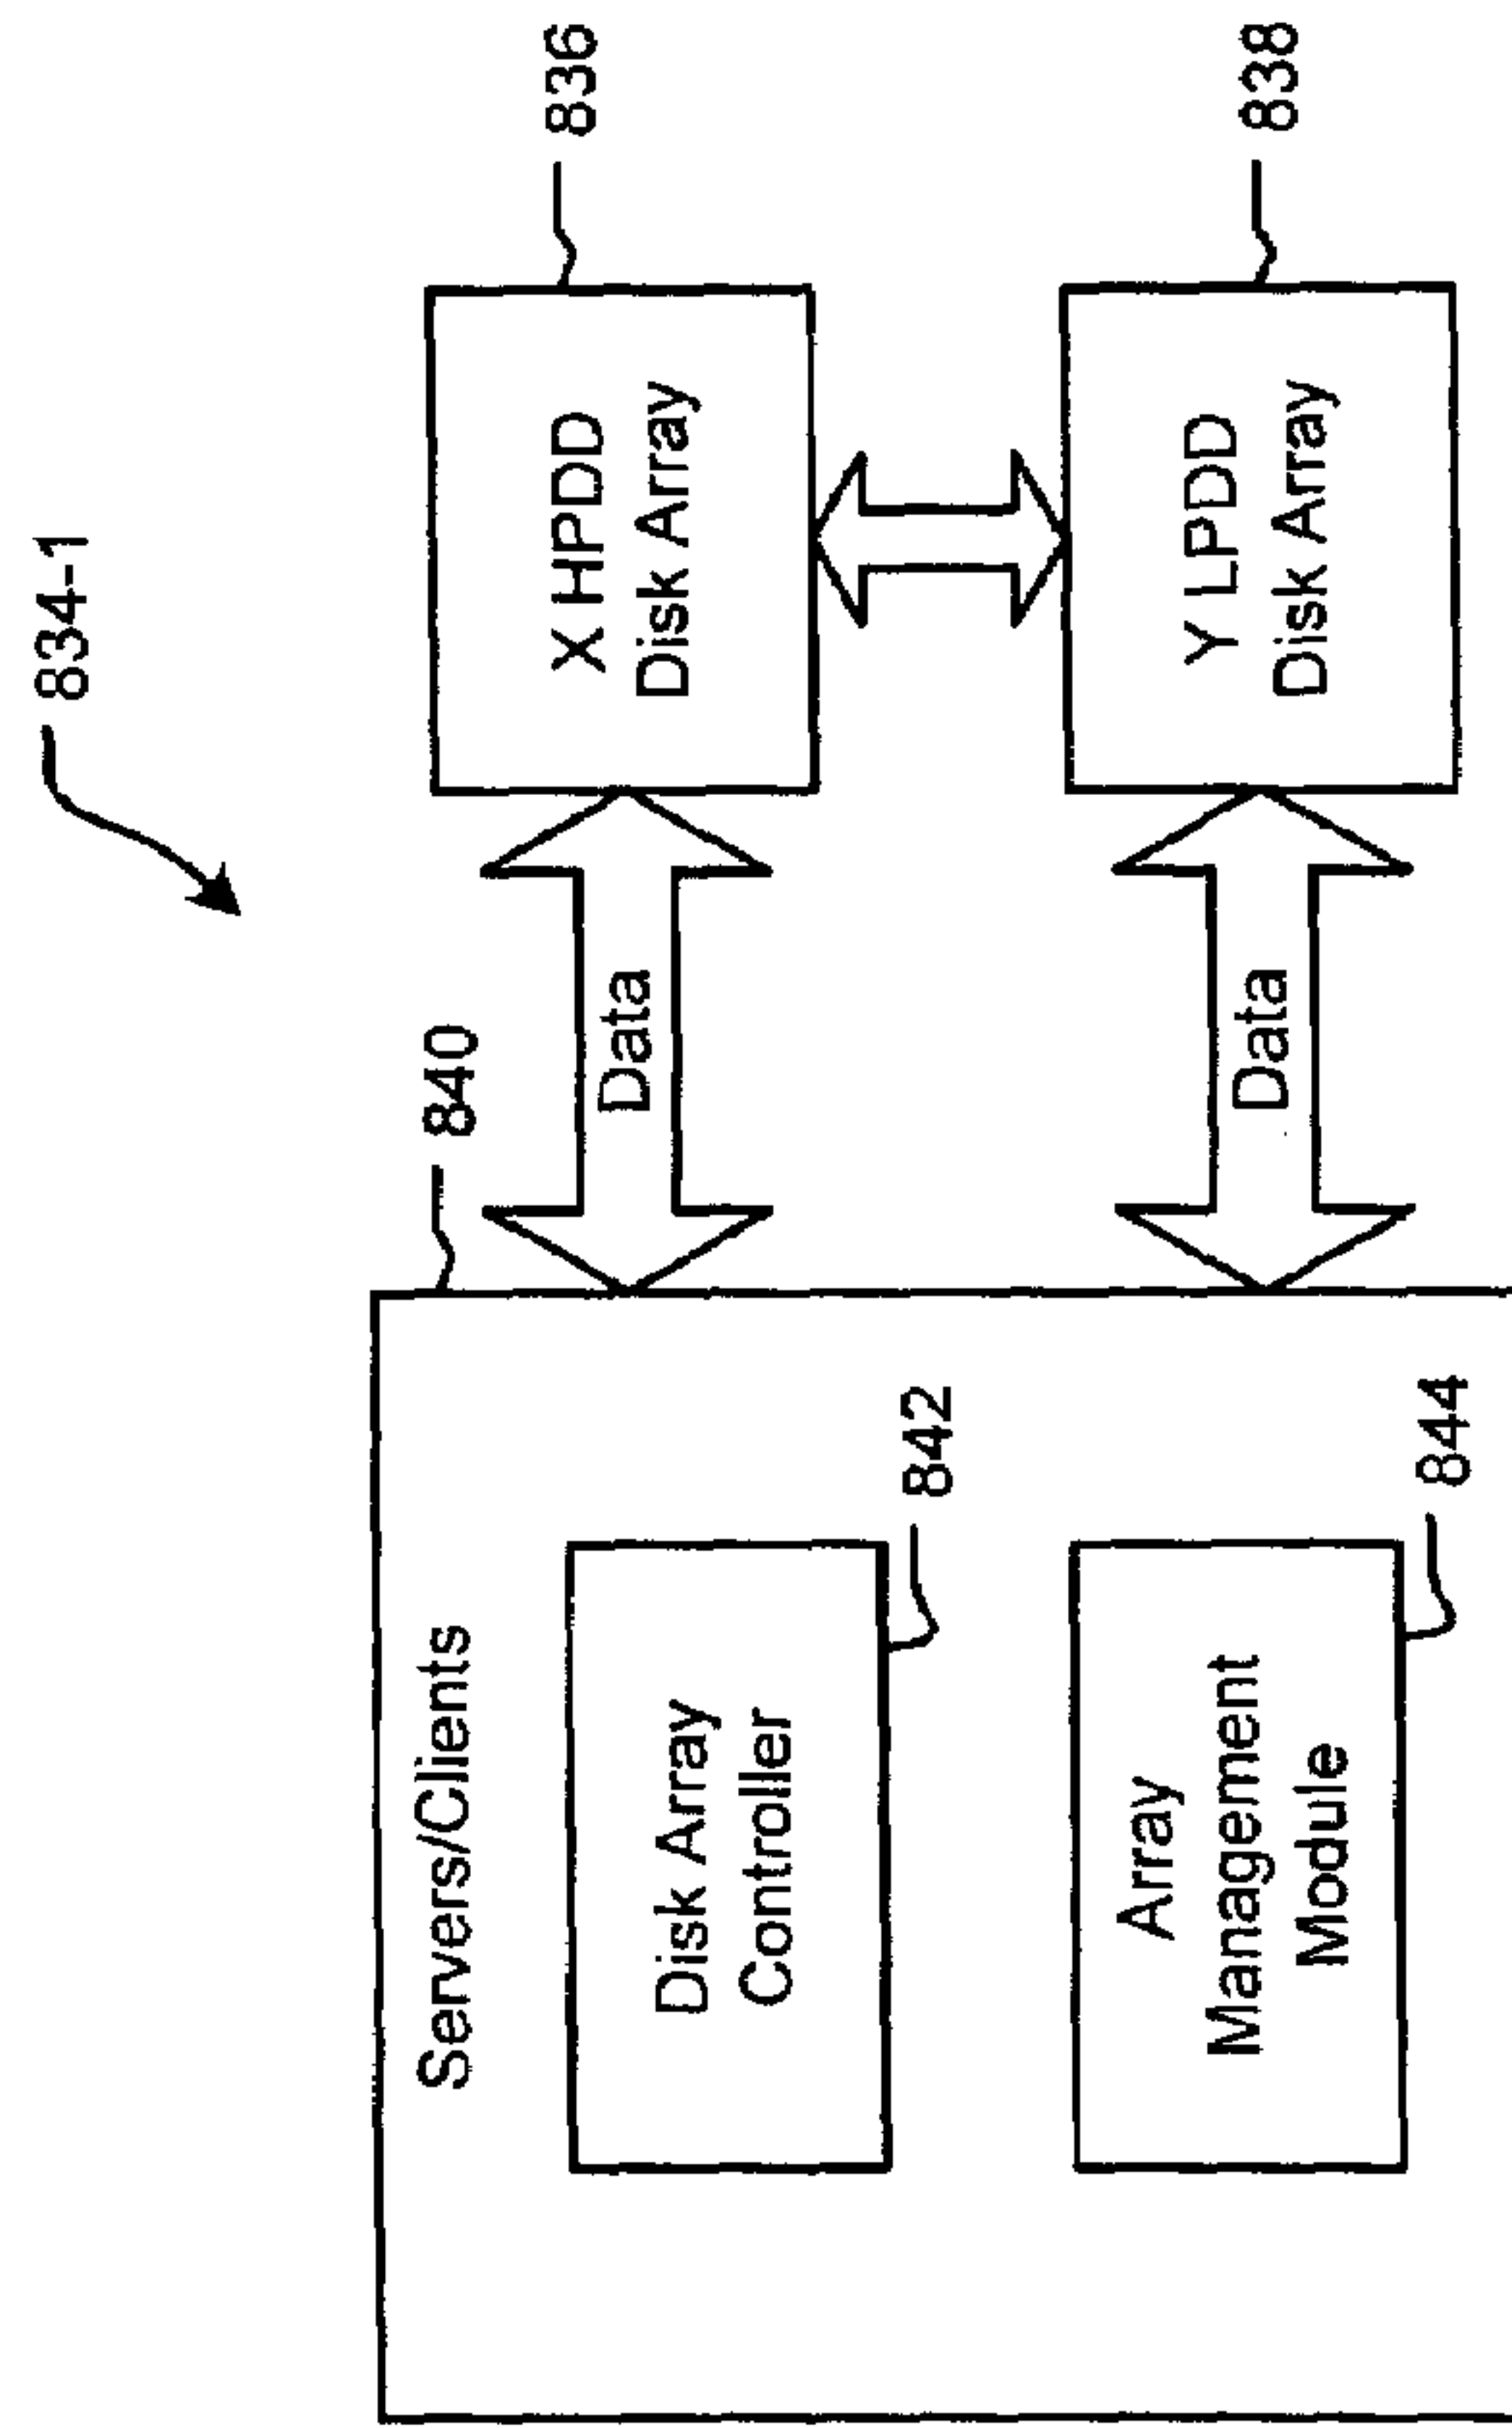 834-1
840
Servers/Clients
Disk Array
Controller
842
Array
Management
Module
844
Data
Data
X HPDD
Disk Array
836
Y LPDD
Disk Array
838